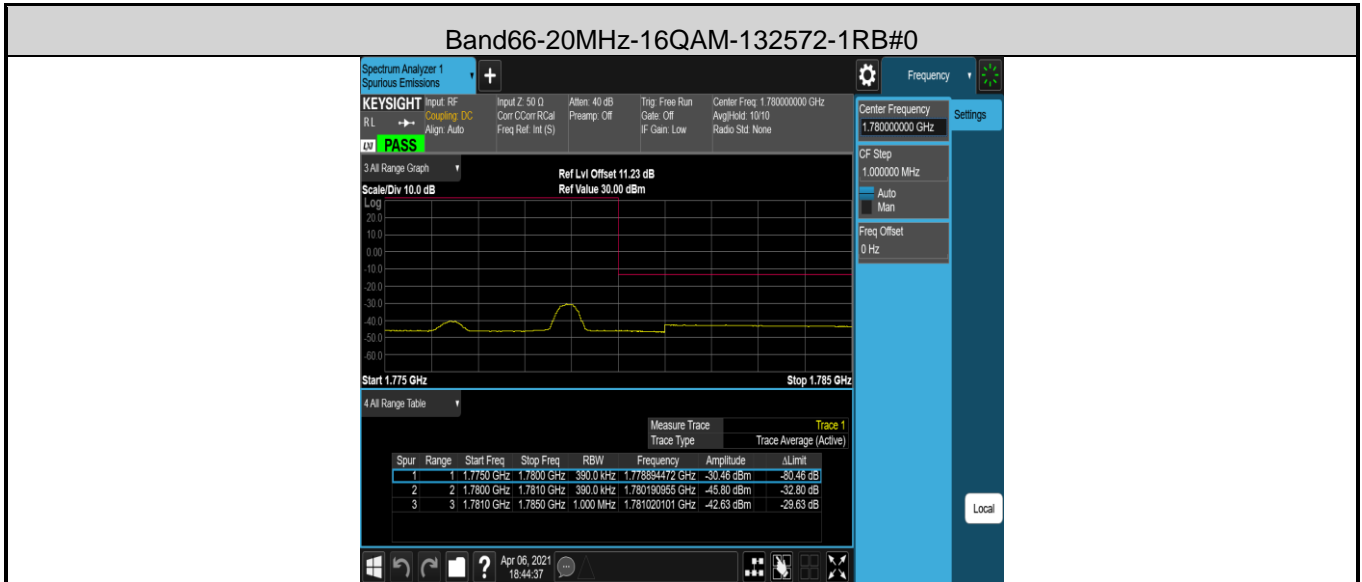 Band66-20MHz-16QAM-132572-1RB#0
Spectrum Analyzer 1
Spurious Emissions
+
Frequency
KEYSIGHT Input: RF Input Z: 50 Ω Atten: 40 dB Trig: Free Run Center Freq: 1.780000000 GHz
RL Coupling: DC Corr CCorr RCal Preamp: Off Gate: Off Avg|Hold: 10/10
Align: Auto Freq Ref: Int (S) IF Gain: Low Radio Std: None
LXI PASS
Center Frequency
1.780000000 GHz
Settings
CF Step
1.000000 MHz
Auto
Man
Freq Offset
0 Hz
3 All Range Graph
Ref Lvl Offset 11.23 dB
Scale/Div 10.0 dB Ref Value 30.00 dBm
Log
20.0
10.0
0.00
-10.0
-20.0
-30.0
-40.0
-50.0
-60.0
Start 1.775 GHz Stop 1.785 GHz
4 All Range Table
Measure Trace Trace 1
Trace Type Trace Average (Active)
Spur Range Start Freq Stop Freq RBW Frequency Amplitude ΔLimit
1 1 1.7750 GHz 1.7800 GHz 390.0 kHz 1.778894472 GHz -30.46 dBm -80.46 dB
2 2 1.7800 GHz 1.7810 GHz 390.0 kHz 1.780190955 GHz -45.80 dBm -32.80 dB
3 3 1.7810 GHz 1.7850 GHz 1.000 MHz 1.781020101 GHz -42.63 dBm -29.63 dB
Local
? Apr 06, 2021
18:44:37